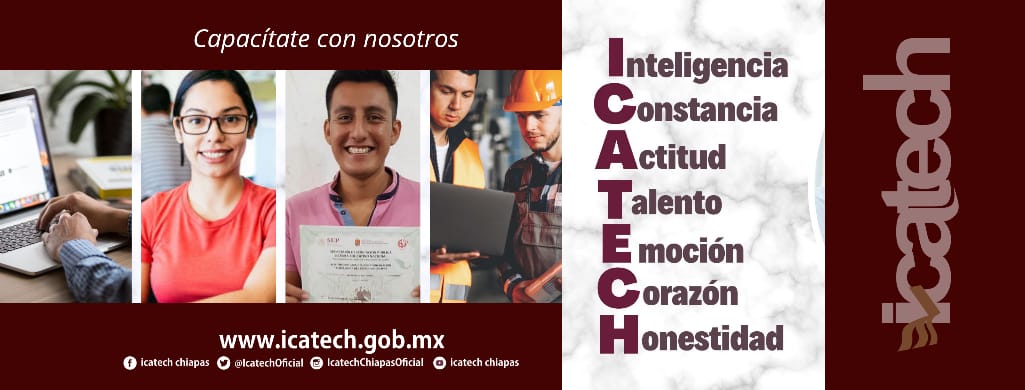 Capacítate con nosotros
SEP
www.icatech.gob.mx
icatech chiapas @IcatechOficial IcatechChiapasOficial icatech chiapas
Inteligencia
Constancia
Actitud
Talento
Emoción
Corazón
Honestidad
icatech